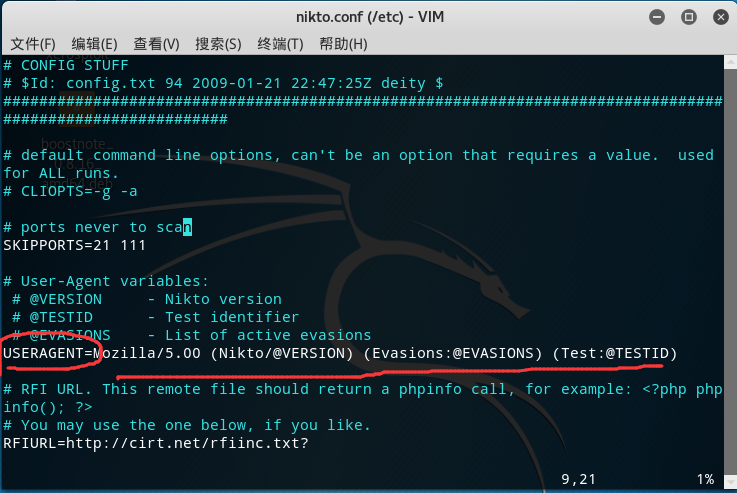 nikto.conf (/etc) - VIM
文件(F) 编辑(E) 查看(V) 搜索(S) 终端(T) 帮助(H)
# CONFIG STUFF
# $Id: config.txt 94 2009-01-21 22:47:25Z deity $
################################################################################
#########################
# default command line options, can't be an option that requires a value.  used
for ALL runs.
# CLIOPTS=-g -a
# ports never to scan
SKIPPORTS=21 111
# User-Agent variables:
 # @VERSION     - Nikto version
 # @TESTID      - Test identifier
 # @EVASIONS    - List of active evasions
USERAGENT=Mozilla/5.00 (Nikto/@VERSION) (Evasions:@EVASIONS) (Test:@TESTID)
# RFI URL. This remote file should return a phpinfo call, for example: <?php php
info(); ?>
# You may use the one below, if you like.
RFIURL=http://cirt.net/rfiinc.txt?
9,21 1%